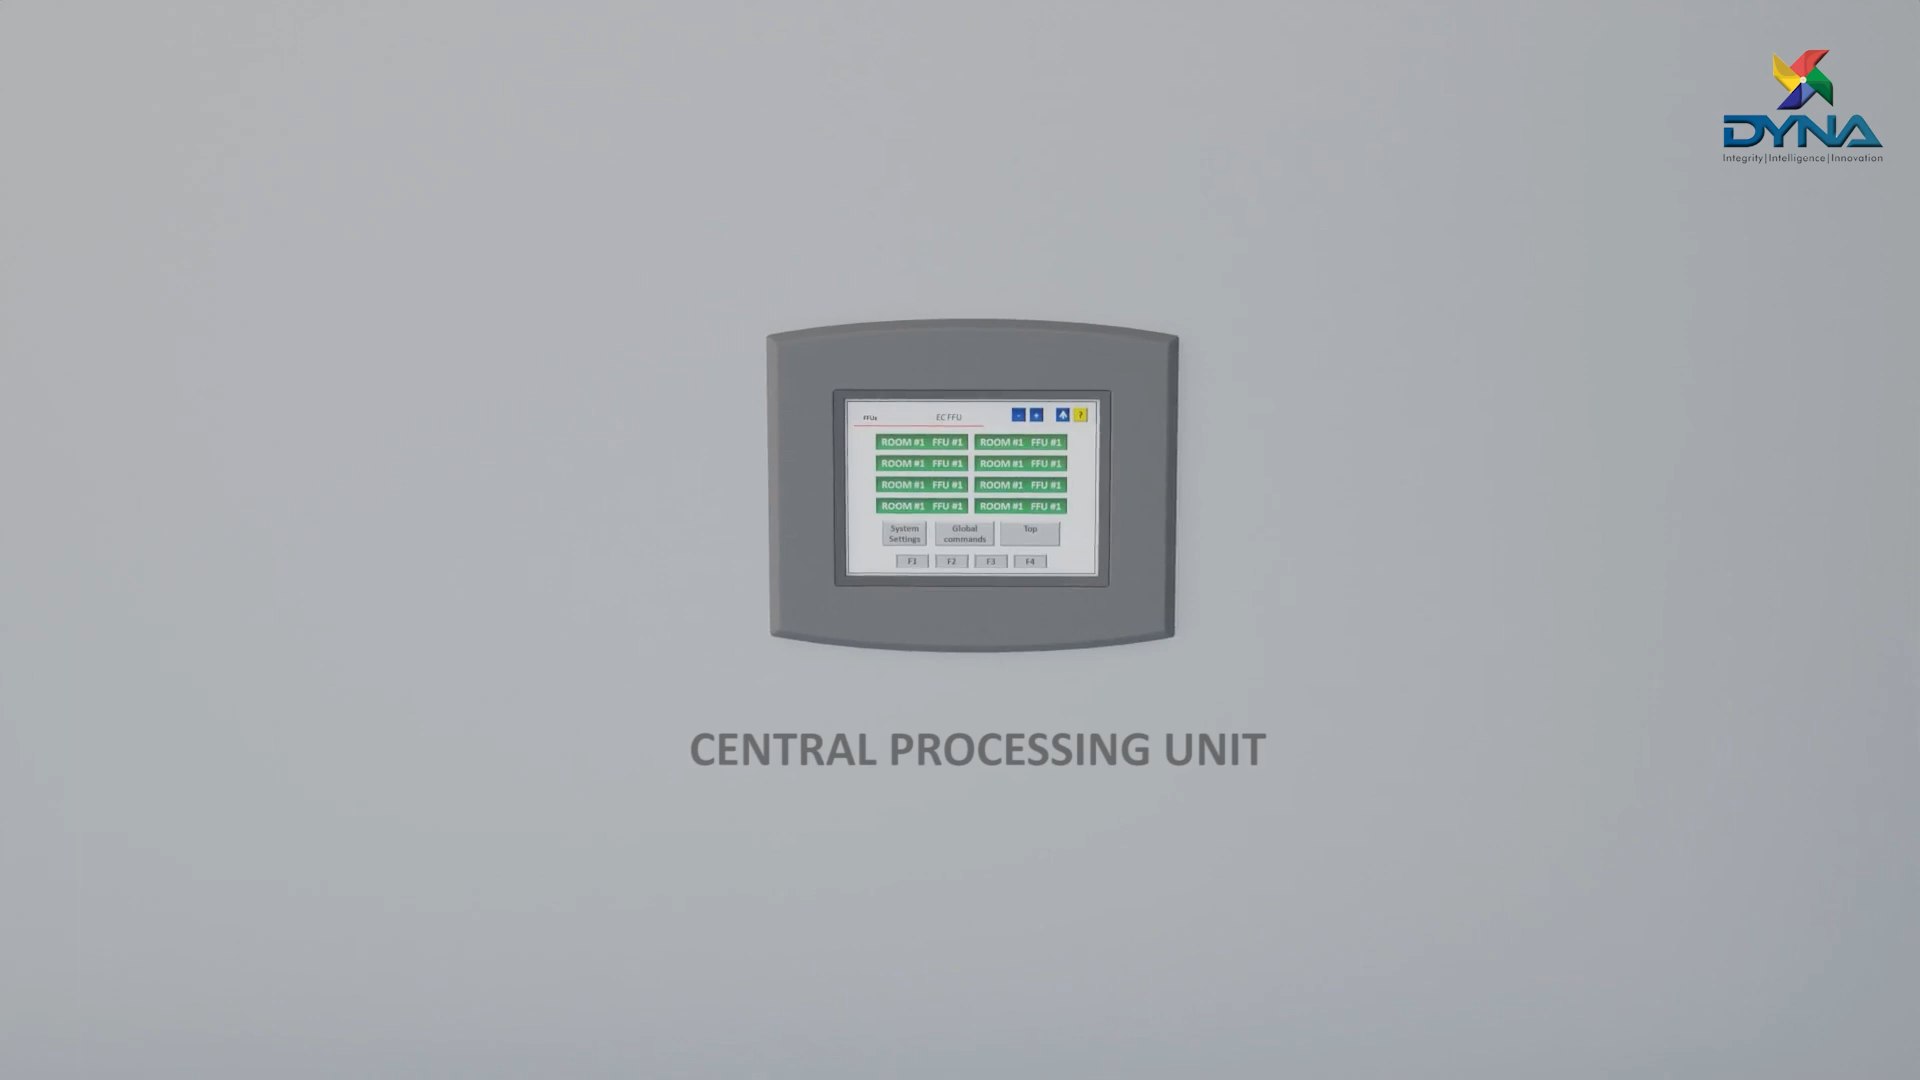 DYNA
Integrity|Intelligence|Innovation
FFUs EC FFU - + ?
ROOM #1 FFU #1 ROOM #1 FFU #1
ROOM #1 FFU #1 ROOM #1 FFU #1
ROOM #1 FFU #1 ROOM #1 FFU #1
ROOM #1 FFU #1 ROOM #1 FFU #1
System Settings
Global commands
Top
F1 F2 F3 F4
CENTRAL PROCESSING UNIT